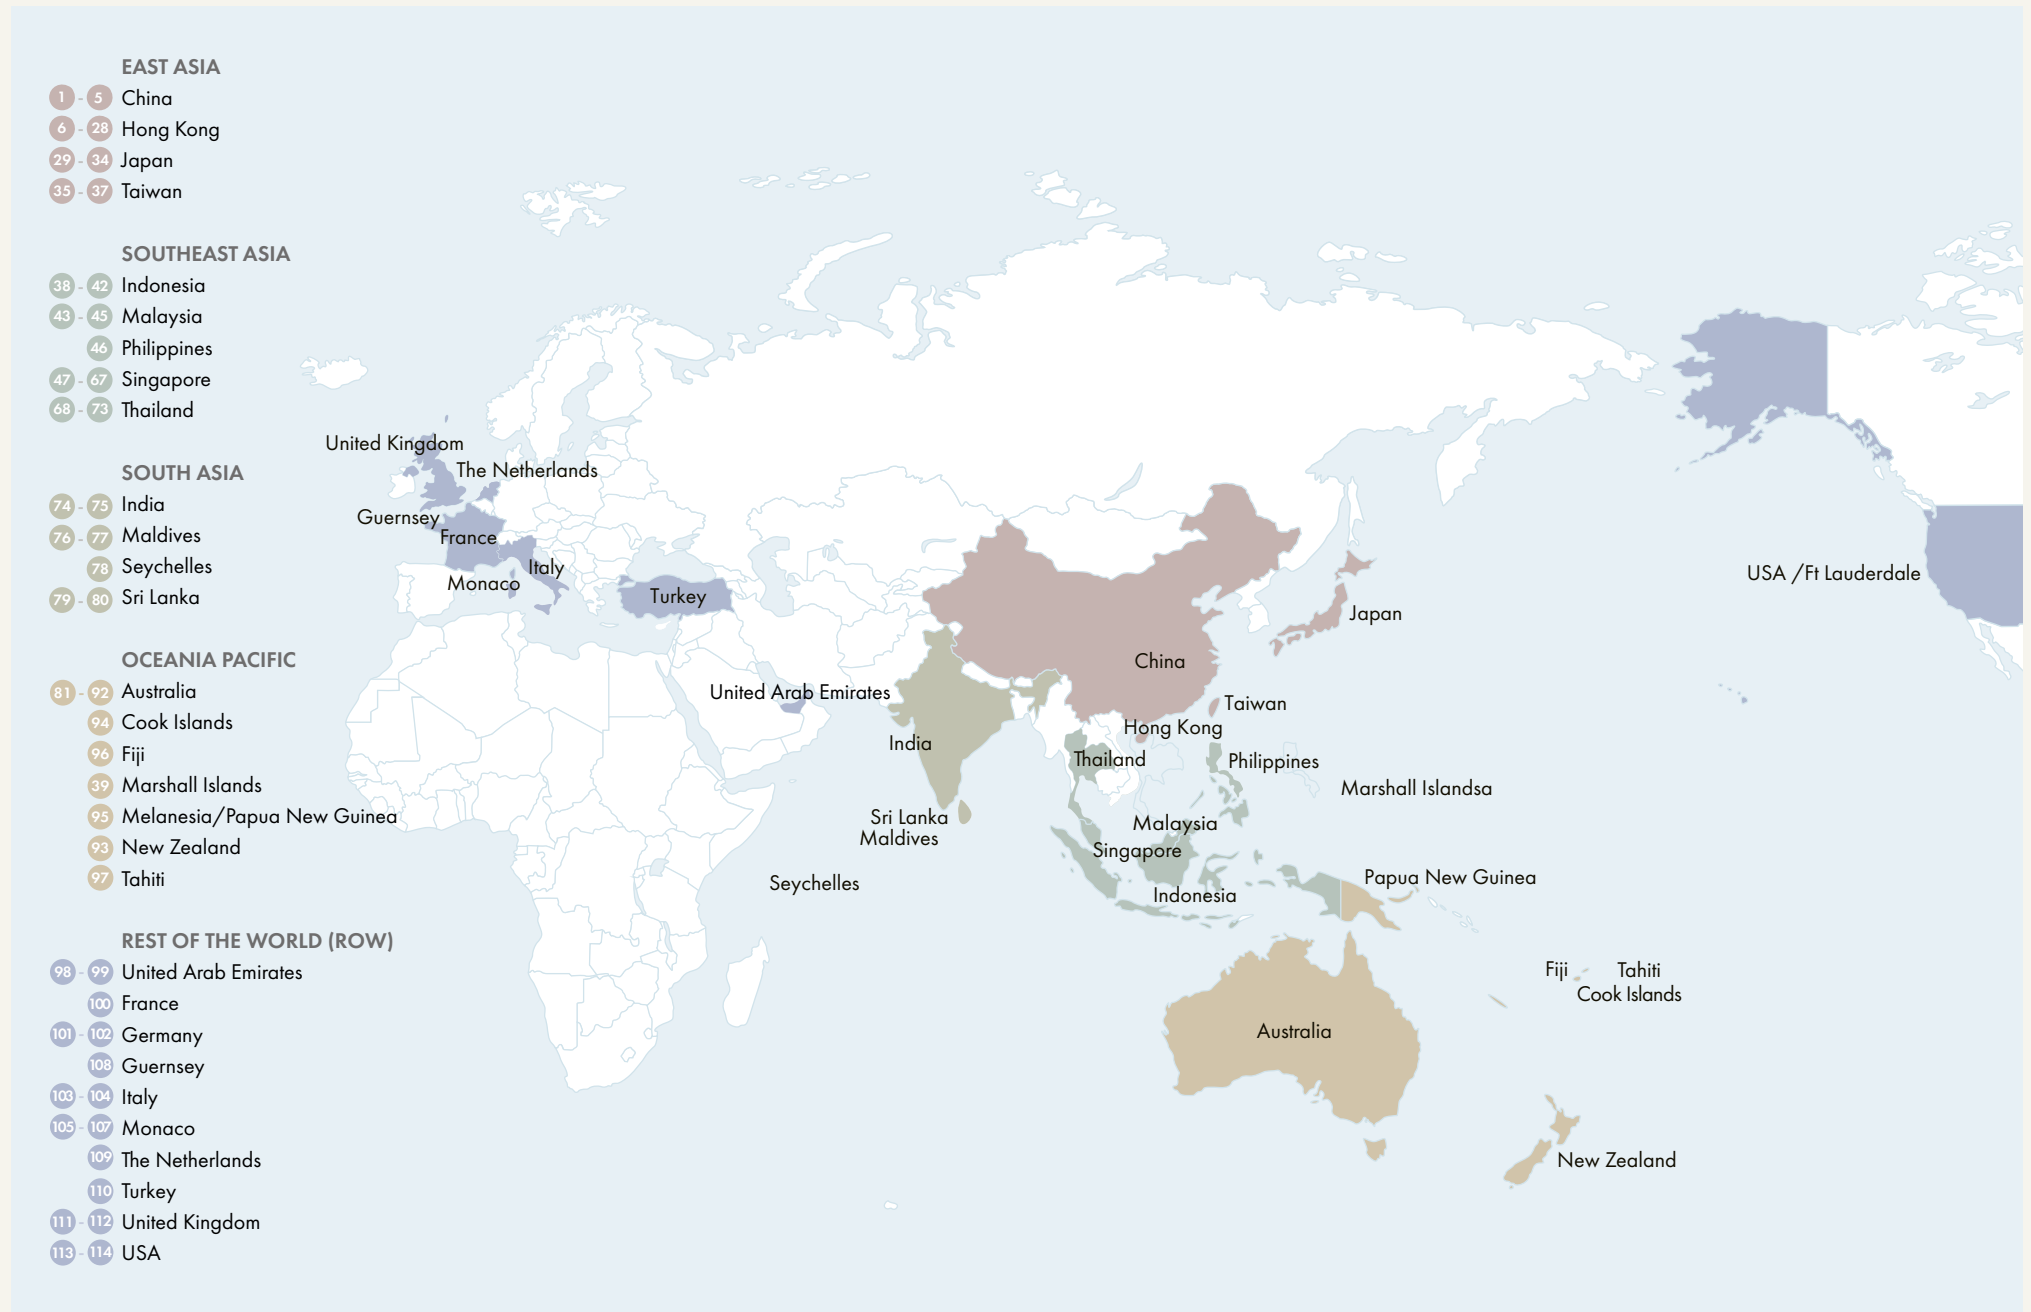 EAST ASIA
1 - 5 China
6 - 28 Hong Kong
29 - 34 Japan
35 - 37 Taiwan
SOUTHEAST ASIA
38 - 42 Indonesia
43 - 45 Malaysia
46 Philippines
47 - 67 Singapore
68 - 73 Thailand
SOUTH ASIA
74 - 75 India
76 - 77 Maldives
78 Seychelles
79 - 80 Sri Lanka
OCEANIA PACIFIC
81 - 92 Australia
94 Cook Islands
96 Fiji
39 Marshall Islands
95 Melanesia/Papua New Guinea
93 New Zealand
97 Tahiti
REST OF THE WORLD (ROW)
98 - 99 United Arab Emirates
100 France
101 - 102 Germany
108 Guernsey
103 - 104 Italy
105 - 107 Monaco
109 The Netherlands
110 Turkey
111 - 112 United Kingdom
113 - 114 USA
United Kingdom
The Netherlands
Guernsey
France
Italy
Monaco
Turkey
United Arab Emirates
India
Sri Lanka
Maldives
Seychelles
China
Japan
Taiwan
Hong Kong
Thailand
Philippines
Marshall Islandsa
Malaysia
Singapore
Indonesia
Papua New Guinea
Fiji
Tahiti
Cook Islands
Australia
New Zealand
USA /Ft Lauderdale